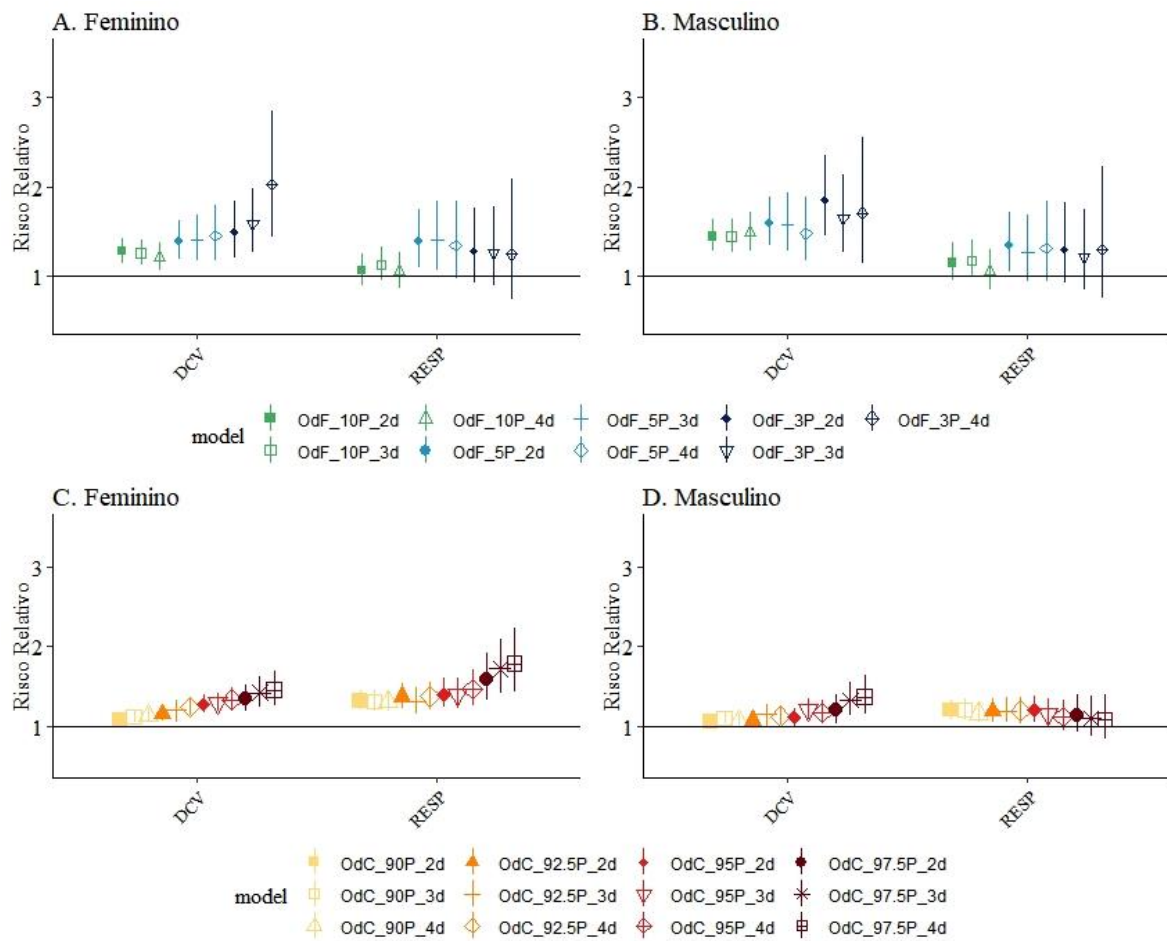 A. Feminino
B. Masculino
Risco Relativo
3
2
1
DCV
RESP
Risco Relativo
3
2
1
DCV
RESP
model
OdF_10P_2d
OdF_10P_4d
OdF_5P_3d
OdF_3P_2d
OdF_3P_4d
OdF_10P_3d
OdF_5P_2d
OdF_5P_4d
OdF_3P_3d
C. Feminino
D. Masculino
Risco Relativo
3
2
1
DCV
RESP
Risco Relativo
3
2
1
DCV
RESP
model
OdC_90P_2d
OdC_92.5P_2d
OdC_95P_2d
OdC_97.5P_2d
OdC_90P_3d
OdC_92.5P_3d
OdC_95P_3d
OdC_97.5P_3d
OdC_90P_4d
OdC_92.5P_4d
OdC_95P_4d
OdC_97.5P_4d